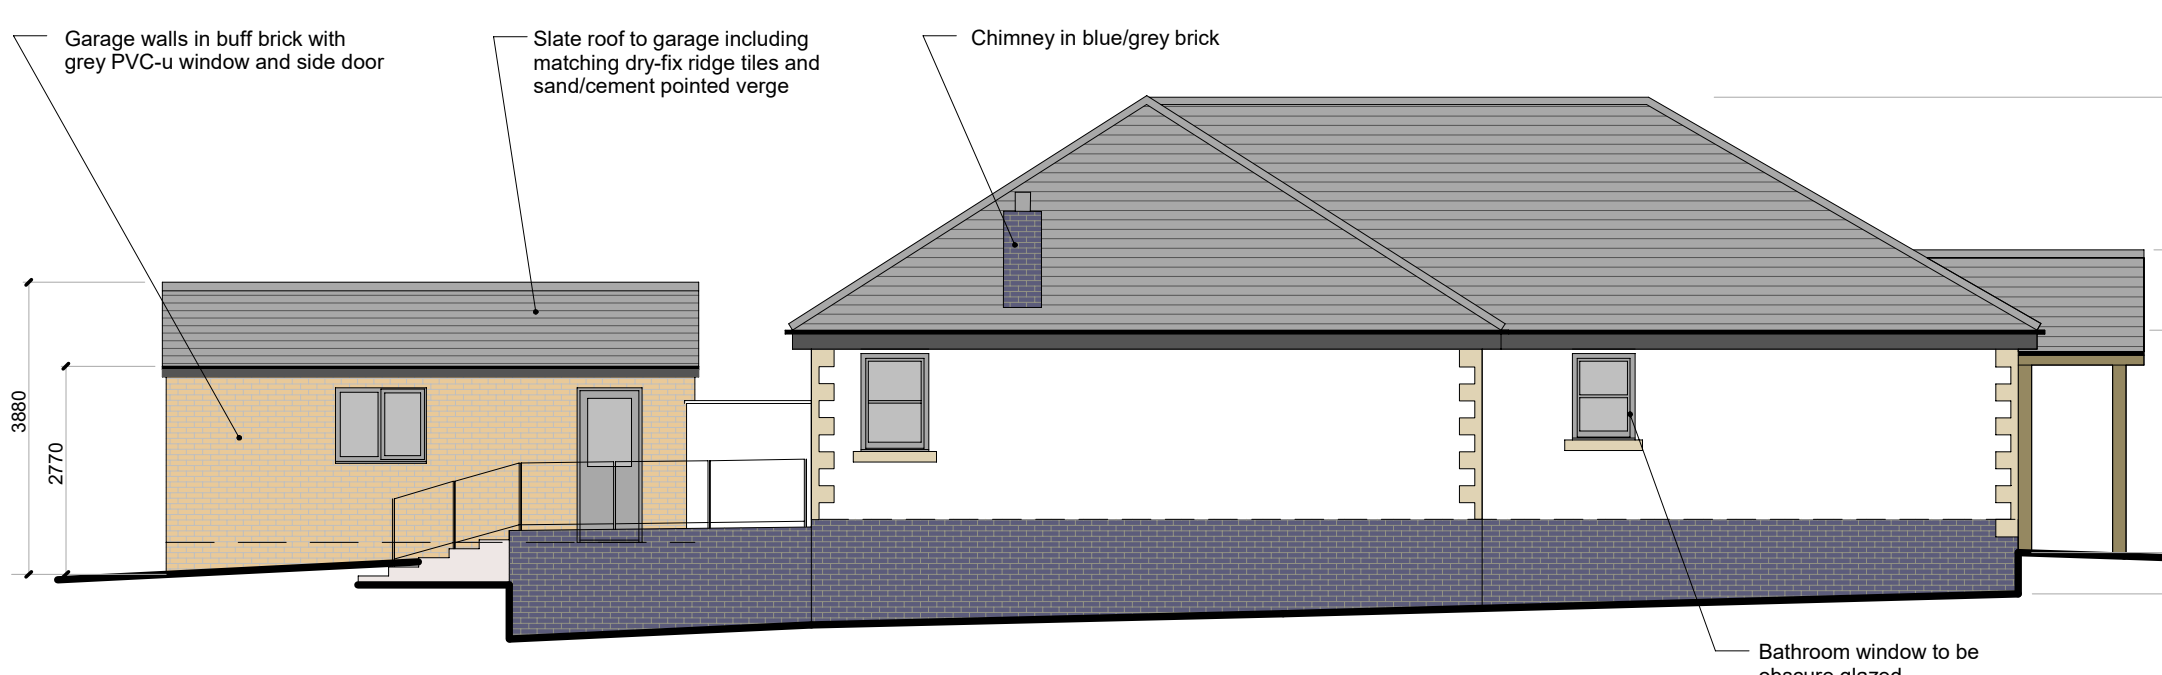 Garage walls in buff brick with
grey PVC-u window and side door
Slate roof to garage including
matching dry-fix ridge tiles and
sand/cement pointed verge
Chimney in blue/grey brick
3880
2770
Bathroom window to be
obscure glazed